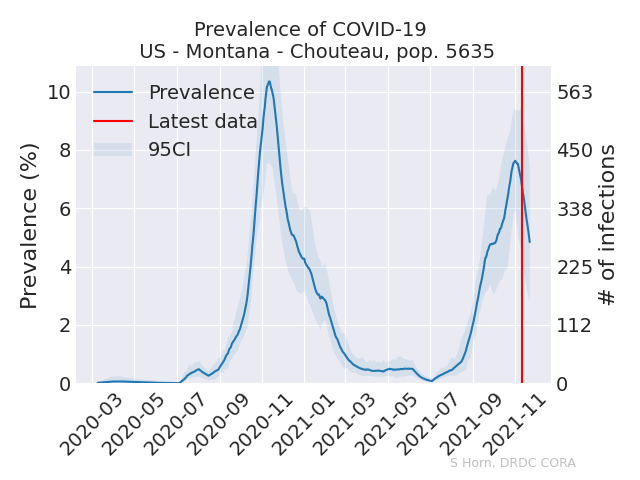 Prevalence of COVID-19
US - Montana - Chouteau, pop. 5635
Prevalence
Latest data
95CI
Prevalence (%)
10
8
6
4
2
0
# of infections
563
450
338
225
112
0
2020-03
2020-05
2020-07
2020-09
2020-11
2021-01
2021-03
2021-05
2021-07
2021-09
2021-11
S Horn, DRDC CORA